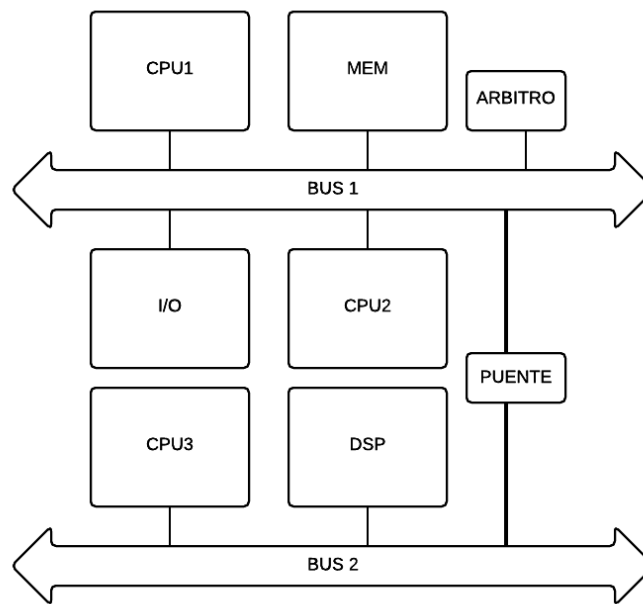 CPU1
MEM
ARBITRO
BUS 1
I/O
CPU2
PUENTE
CPU3
DSP
BUS 2